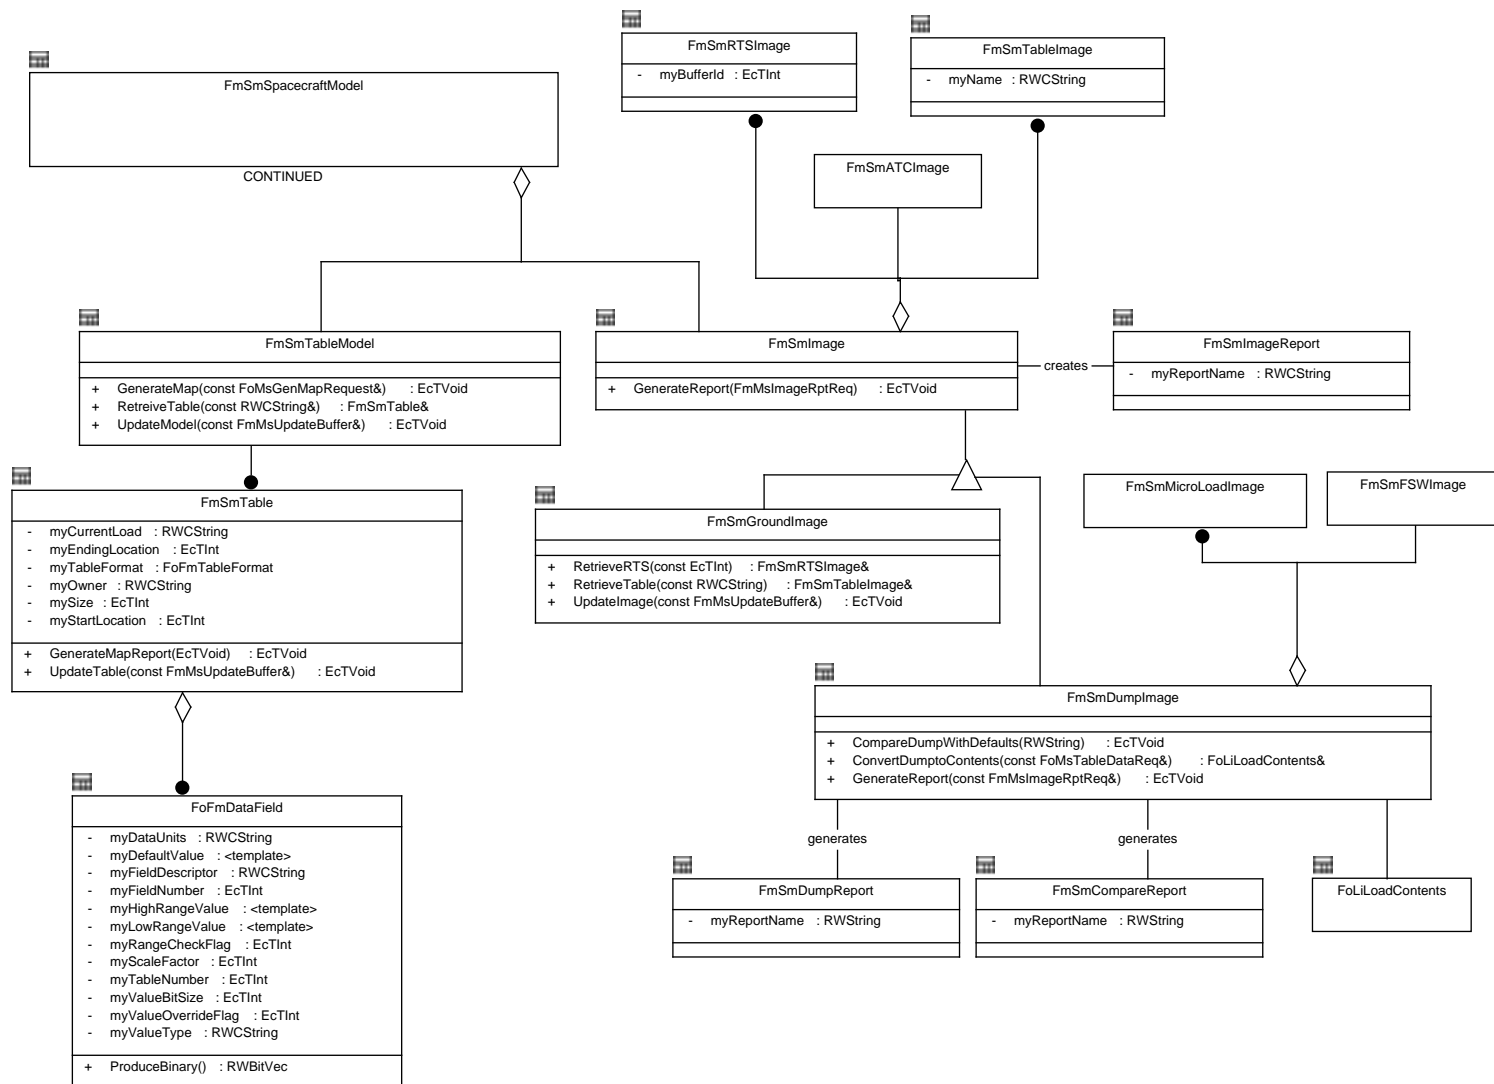 FmSmSpacecraftModel
CONTINUED
FmSmRTSImage
- myBufferId : EcTInt
FmSmTableImage
- myName : RWCString
FmSmATCImage
FmSmTableModel
+ GenerateMap(const FoMsGenMapRequest&) : EcTVoid
+ RetreiveTable(const RWCString&) : FmSmTable&
+ UpdateModel(const FmMsUpdateBuffer&) : EcTVoid
FmSmImage
+ GenerateReport(FmMsImageRptReq) : EcTVoid
creates
FmSmImageReport
- myReportName : RWCString
FmSmTable
- myCurrentLoad : RWCString
- myEndingLocation : EcTInt
- myTableFormat : FoFmTableFormat
- myOwner : RWCString
- mySize : EcTInt
- myStartLocation : EcTInt
+ GenerateMapReport(EcTVoid) : EcTVoid
+ UpdateTable(const FmMsUpdateBuffer&) : EcTVoid
FmSmGroundImage
+ RetrieveRTS(const EcTInt) : FmSmRTSImage&
+ RetrieveTable(const RWCString) : FmSmTableImage&
+ UpdateImage(const FmMsUpdateBuffer&) : EcTVoid
FmSmMicroLoadImage
FmSmFSWImage
FmSmDumpImage
+ CompareDumpWithDefaults(RWString) : EcTVoid
+ ConvertDumptoContents(const FoMsTableDataReq&) : FoLiLoadContents&
+ GenerateReport(const FmMsImageRptReq&) : EcTVoid
generates
generates
FoFmDataField
- myDataUnits : RWCString
- myDefaultValue : <template>
- myFieldDescriptor : RWCString
- myFieldNumber : EcTInt
- myHighRangeValue : <template>
- myLowRangeValue : <template>
- myRangeCheckFlag : EcTInt
- myScaleFactor : EcTInt
- myTableNumber : EcTInt
- myValueBitSize : EcTInt
- myValueOverrideFlag : EcTInt
- myValueType : RWCString
+ ProduceBinary() : RWBitVec
FmSmDumpReport
- myReportName : RWString
FmSmCompareReport
- myReportName : RWString
FoLiLoadContents